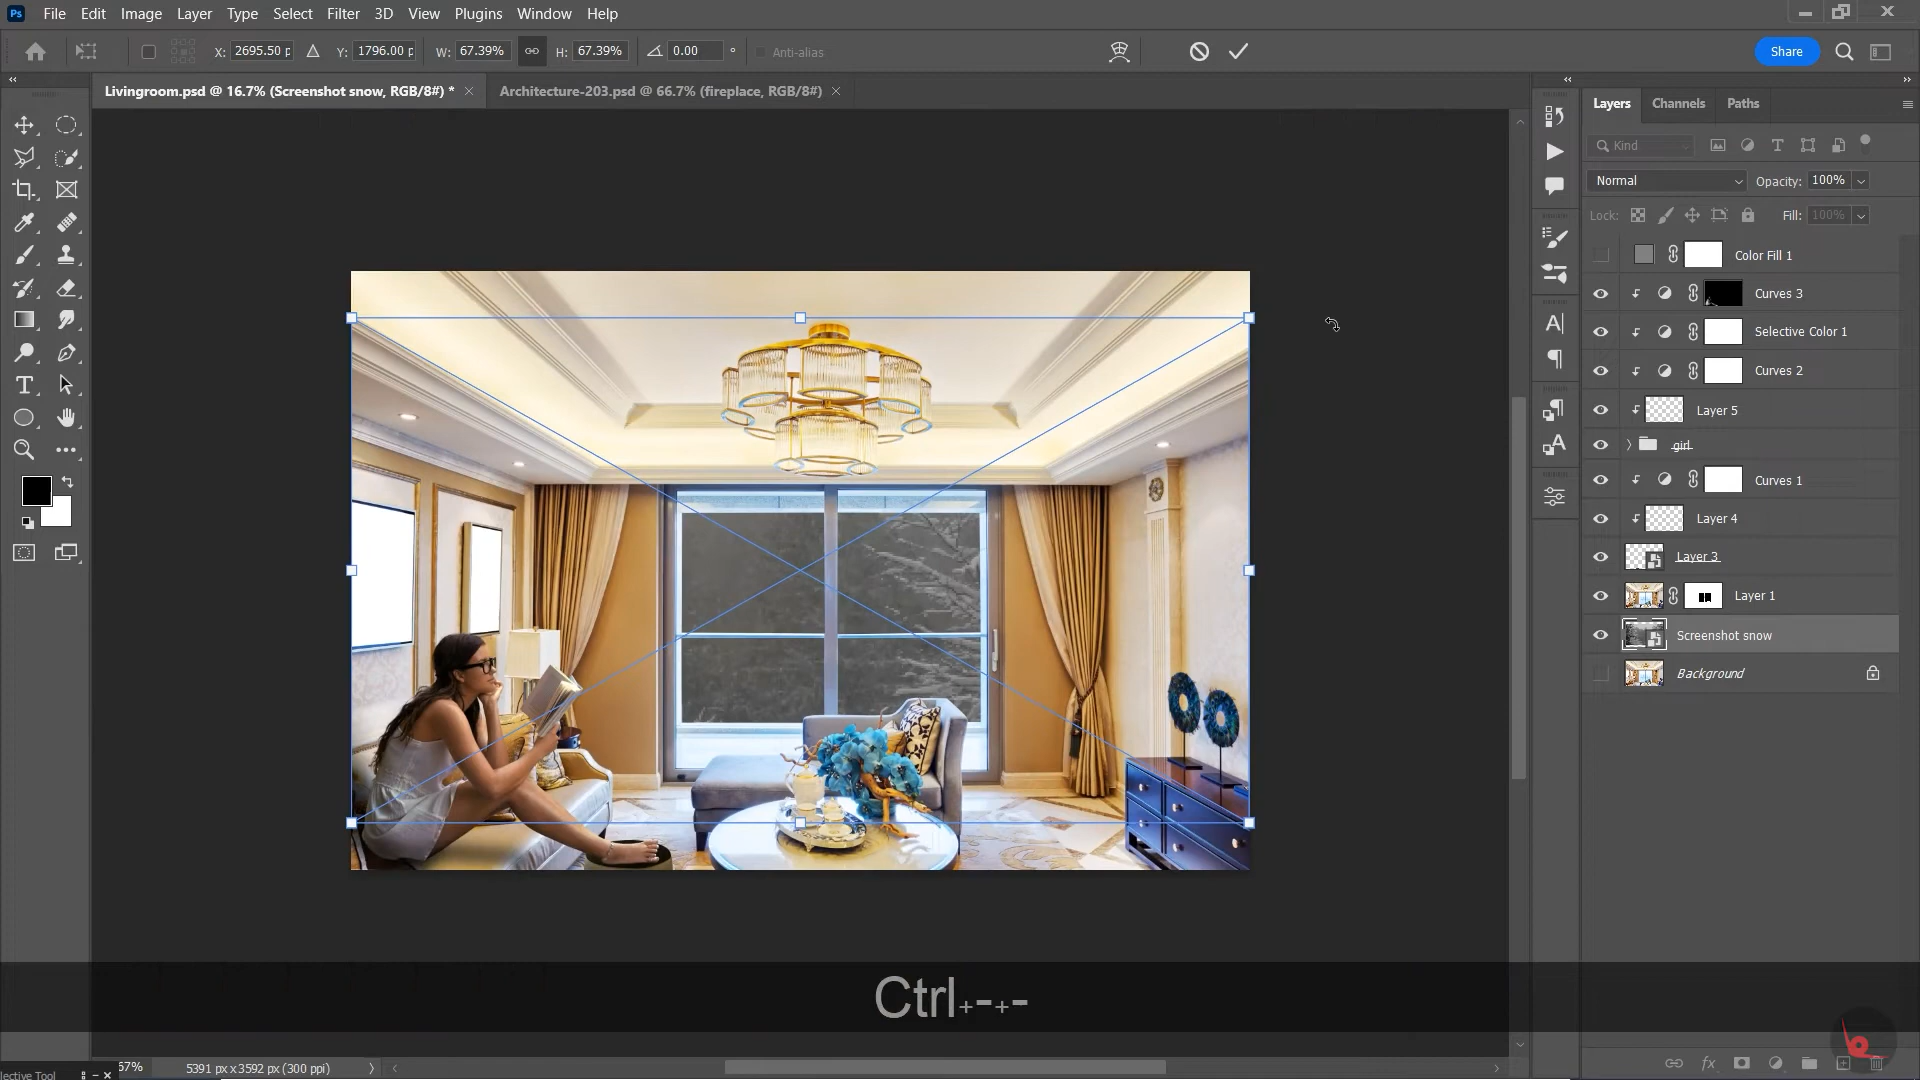 Ps File Edit Image Layer Type Select Filter 3D View Plugins Window Help
X: 2695.50 p Y: 1796.00 p W: 67.39% H: 67.39% 0.00 ° Anti-alias Share
Livingroom.psd @ 16.7% (Screenshot snow, RGB/8#) * × Architecture-203.psd @ 66.7% (fireplace, RGB/8#) ×
Layers Channels Paths
Kind
Normal Opacity: 100%
Lock: Fill: 100%
Color Fill 1
Curves 3
Selective Color 1
Curves 2
Layer 5
girl
Curves 1
Layer 4
Layer 3
Layer 1
Screenshot snow
Background
Ctrl+-+-
67% 5391 px x 3592 px (300 ppi)
lective Tool